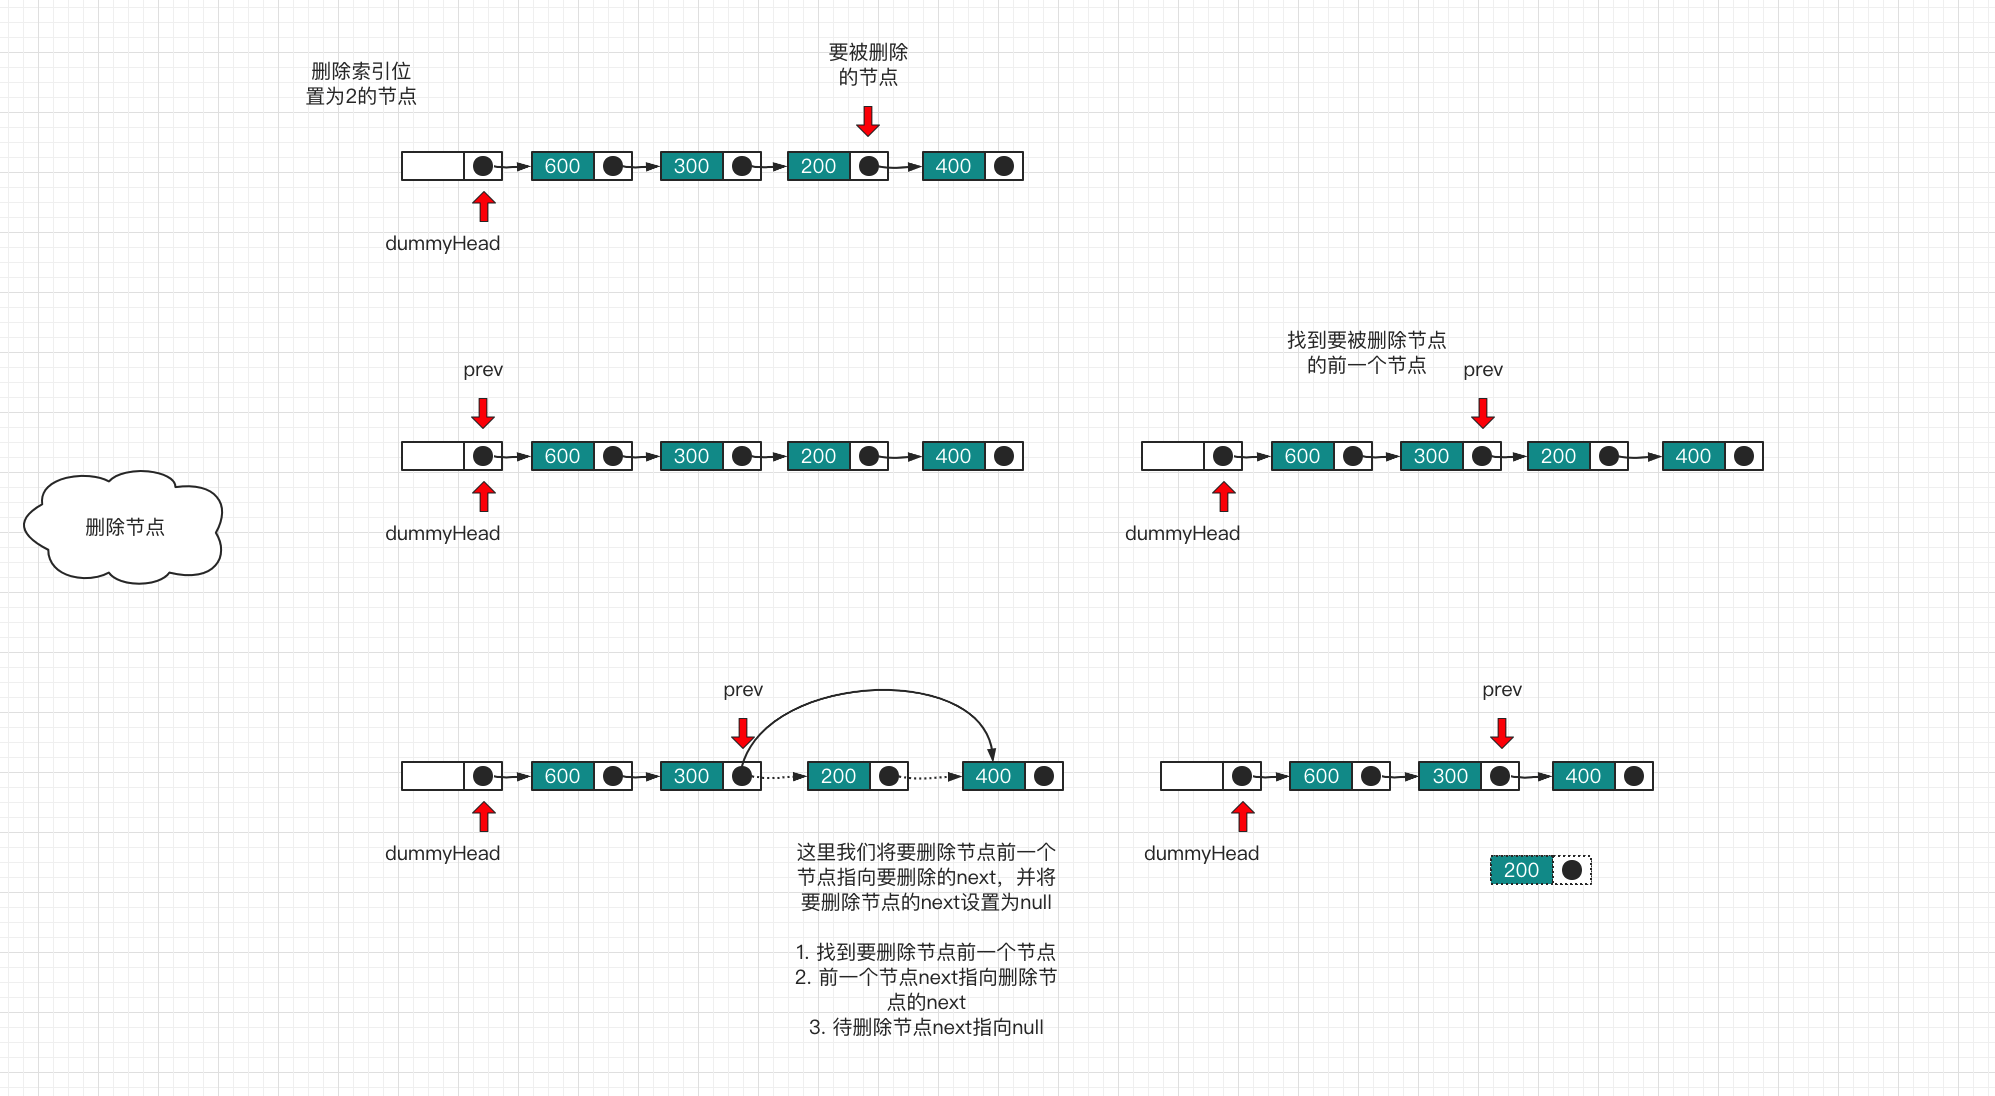 删除索引位
置为2的节点
要被删除
的节点
600
300
200
400
dummyHead
找到要被删除节点
的前一个节点
prev
prev
600
300
200
400
600
300
200
400
dummyHead
dummyHead
删除节点
prev
prev
600
300
200
400
600
300
400
dummyHead
dummyHead
200
这里我们将要删除节点前一个
节点指向要删除的next，并将
要删除节点的next设置为null
1. 找到要删除节点前一个节点
2. 前一个节点next指向删除节
点的next
3. 待删除节点next指向null